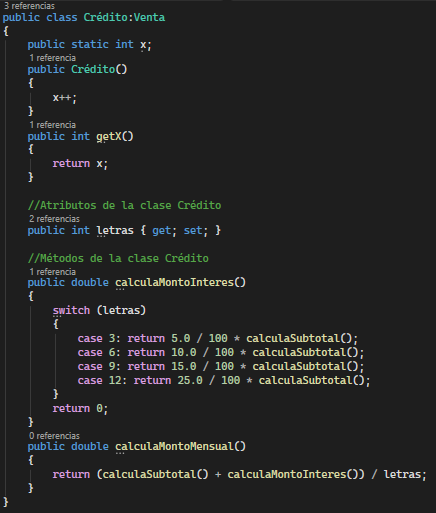 3 referencias
public class Crédito:Venta
{
    public static int x;
    1 referencia
    public Crédito()
    {
        x++;
    }
    1 referencia
    public int getX()
    {
        return x;
    }

    //Atributos de la clase Crédito
    2 referencias
    public int letras { get; set; }

    //Métodos de la clase Crédito
    1 referencia
    public double calculaMontoInteres()
    {
        switch (letras)
        {
            case 3: return 5.0 / 100 * calculaSubtotal();
            case 6: return 10.0 / 100 * calculaSubtotal();
            case 9: return 15.0 / 100 * calculaSubtotal();
            case 12: return 25.0 / 100 * calculaSubtotal();
        }
        return 0;
    }
    0 referencias
    public double calculaMontoMensual()
    {
        return (calculaSubtotal() + calculaMontoInteres()) / letras;
    }
}